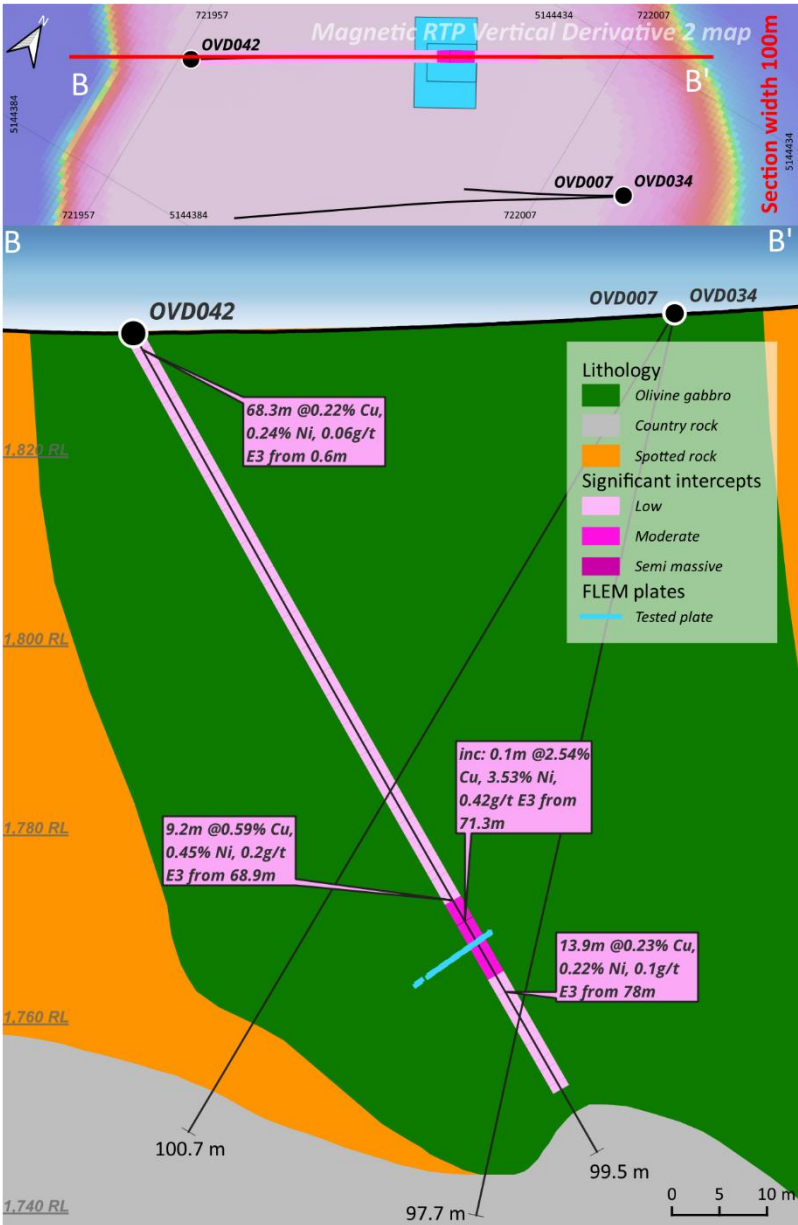 721957
5144434
722007
N
OVD042
Magnetic RTP Vertical Derivative 2 map
B
B'
Section width 100m
5144384
5144434
OVD007
OVD034
721957
5144384
722007
B
B'
OVD042
OVD007
OVD034
68.3m @0.22% Cu,
0.24% Ni, 0.06g/t
E3 from 0.6m
Lithology
Olivine gabbro
Country rock
Spotted rock
Significant intercepts
Low
Moderate
Semi massive
FLEM plates
Tested plate
1,820 RL
1,800 RL
inc: 0.1m @2.54%
Cu, 3.53% Ni,
0.42g/t E3 from
71.3m
1,780 RL
9.2m @0.59% Cu,
0.45% Ni, 0.2g/t
E3 from 68.9m
13.9m @0.23% Cu,
0.22% Ni, 0.1g/t
E3 from 78m
1,760 RL
100.7 m
99.5 m
1,740 RL
97.7 m
0 5 10 m